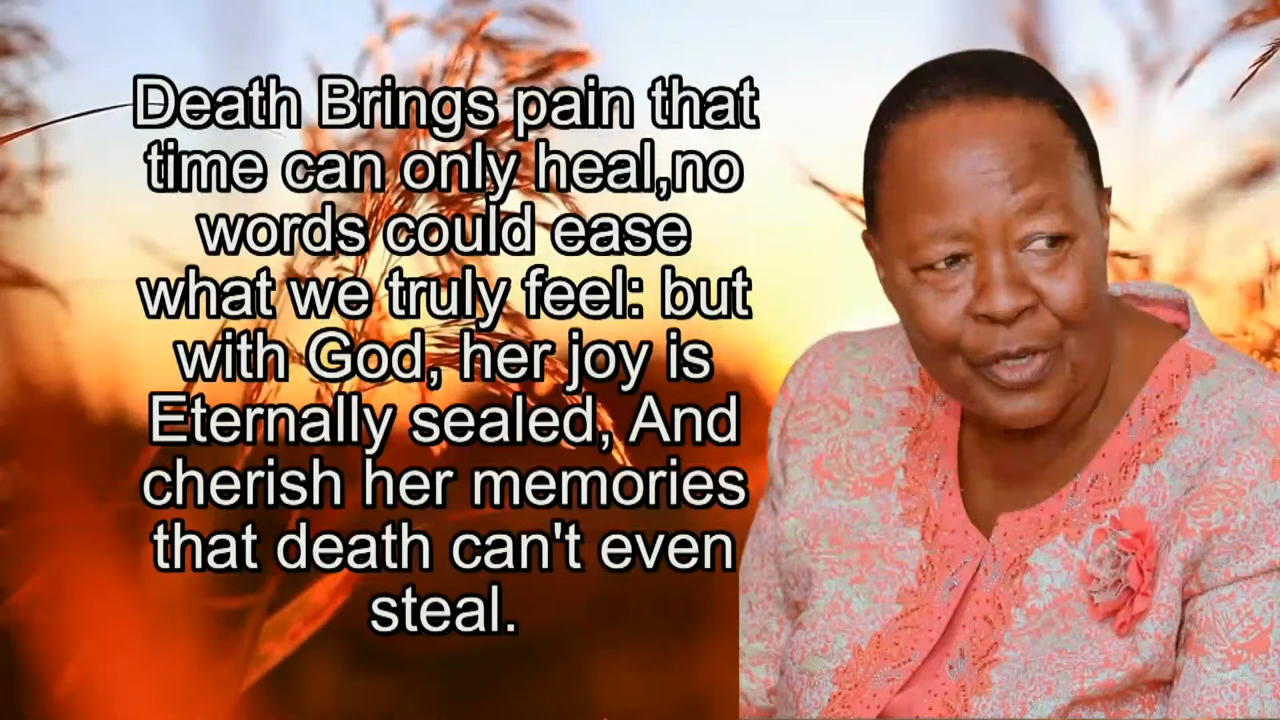 Death Brings pain that
time can only heal,no
words could ease
what we truly feel: but
with God, her joy is
Eternally sealed, And
cherish her memories
that death can't even
steal.